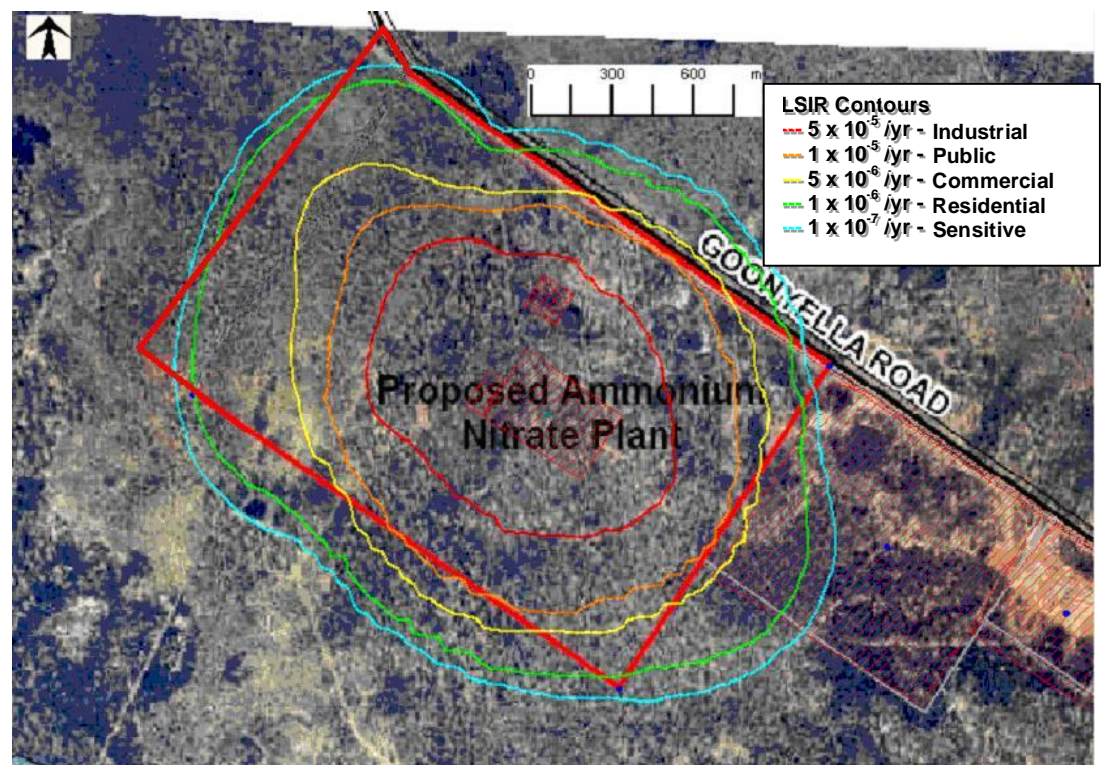 0 300 600 m
LSIR Contours
5 x 10⁻⁵ /yr - Industrial
1 x 10⁻⁵ /yr - Public
5 x 10⁻⁶ /yr - Commercial
1 x 10⁻⁶ /yr - Residential
1 x 10⁻⁷ /yr - Sensitive
GOONYELLA ROAD
Proposed Ammonium
Nitrate Plant